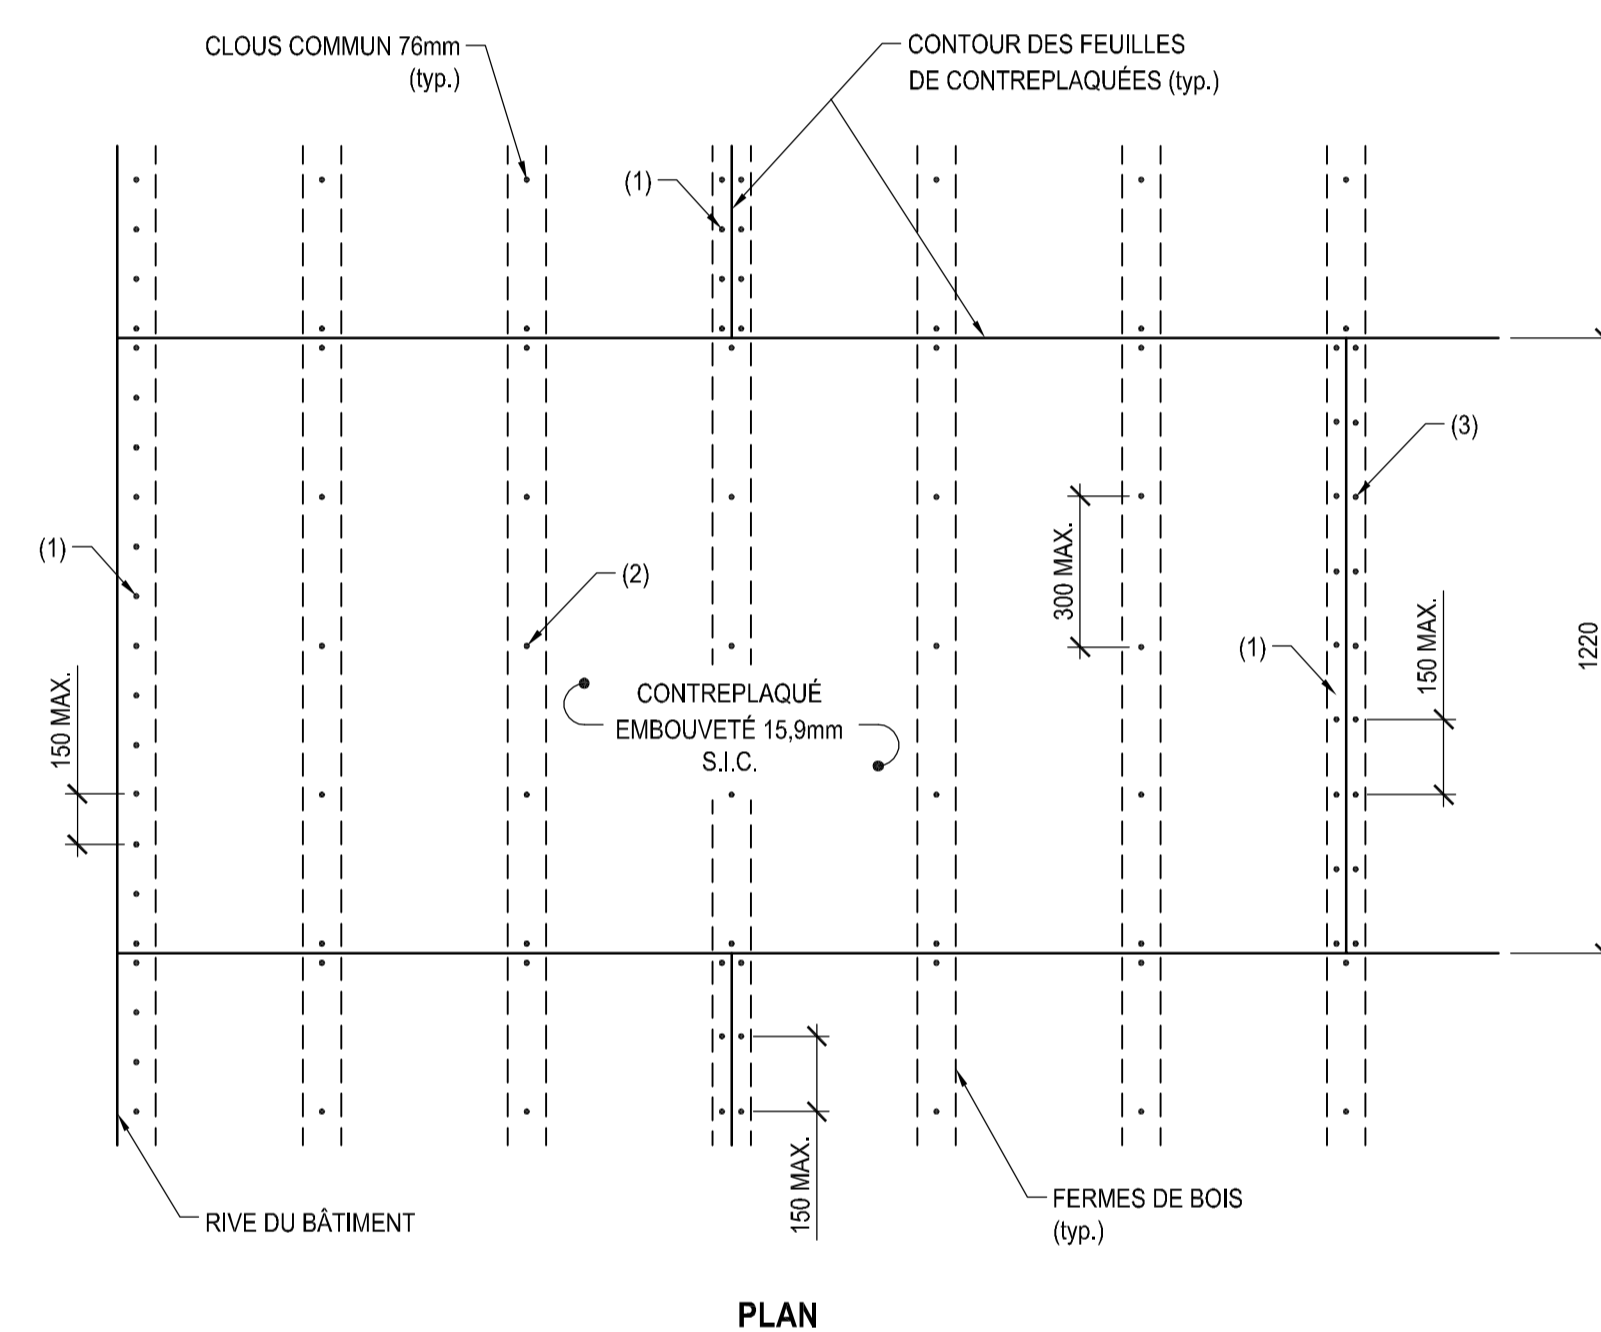 CLOUS COMMUN 76mm
(typ.)
CONTOUR DES FEUILLES
DE CONTREPLAQUÉES (typ.)
(1)
(3)
(1)
(2)
300 MAX.
(1)
150 MAX.
1220
150 MAX.
CONTREPLAQUÉ
EMBOUVETÉ 15,9mm
S.I.C.
150 MAX.
RIVE DU BÂTIMENT
FERMES DE BOIS
(typ.)
PLAN